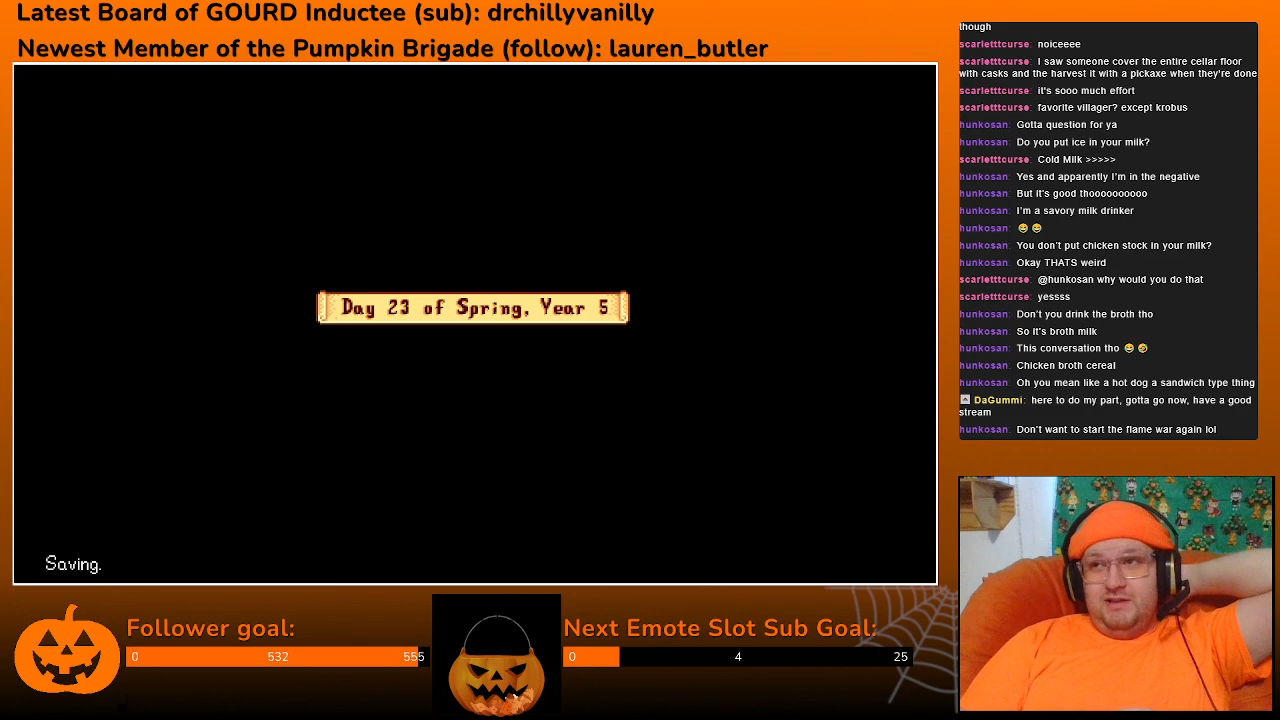 Latest Board of GOURD Inductee (sub): drchillyvanilly
Newest Member of the Pumpkin Brigade (follow): lauren_butler
Day 23 of Spring, Year 5
Saving.
though
scarletttcurse: noiceeee
scarletttcurse: I saw someone cover the entire cellar floor
with casks and the harvest it with a pickaxe when they're done
scarletttcurse: it's sooo much effort
scarletttcurse: favorite villager? except krobus
hunkosan: Gotta question for ya
hunkosan: Do you put ice in your milk?
scarletttcurse: Cold Milk >>>>>
hunkosan: Yes and apparently I'm in the negative
hunkosan: But it's good thoooooooooo
hunkosan: I'm a savory milk drinker
hunkosan: 😂 😂
hunkosan: You don't put chicken stock in your milk?
hunkosan: Okay THATS weird
scarletttcurse: @hunkosan why would you do that
scarletttcurse: yessss
hunkosan: Don't you drink the broth tho
hunkosan: So it's broth milk
hunkosan: This conversation tho 😂 🤣
hunkosan: Chicken broth cereal
hunkosan: Oh you mean like a hot dog a sandwich type thing
DaGummi: here to do my part, gotta go now, have a good
stream
hunkosan: Don't want to start the flame war again lol
Follower goal:
0 532 555
Next Emote Slot Sub Goal:
0 4 25